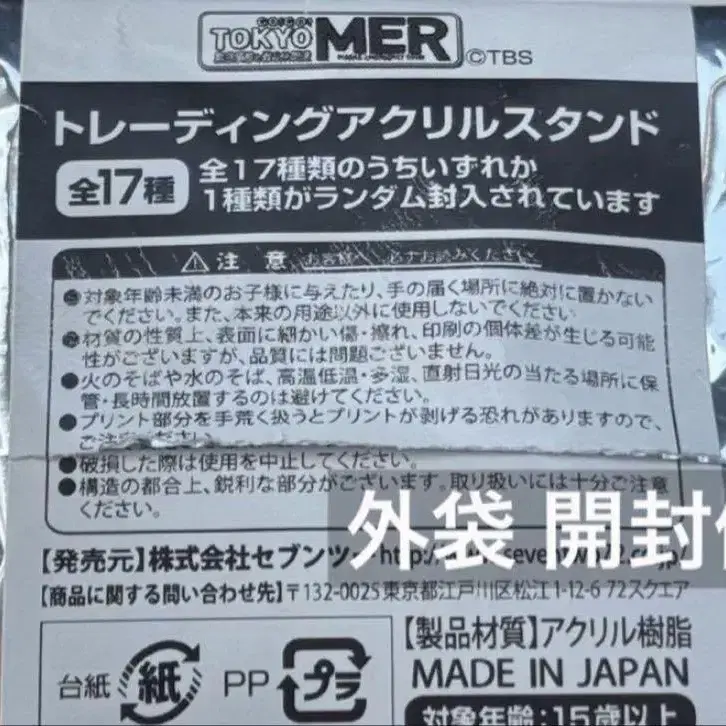 TOKYO MER ©TBS
トレーディングアクリルスタンド
全17種
全17種類のうちいずれか
1種類がランダム封入されています
注 意
●対象年齢未満のお子様に与えたり、手の届く場所に絶対に置かない
でください。また、本来の用途以外に使用しないでください
●材質の性質上、表面に細かい傷・擦れ、印刷の個体差が生じる可能
性がございますが、品質には問題ございません。
●火のそばや水のそば、高温低温・多湿、直射日光の当たる場所に保
管・長時間放置するのは避けてください。
●プリント部分を手荒く扱うとプリントが剥げる恐れがありますので、
●破損した際は使用を中止してください。
●構造の都合上、鋭利な部分がございます。取り扱いには十分ご注意
ください。
外袋 開封
【発売元】株式会社セブンツー
【商品に関する問い合わせ先】〒132-0025東京都江戸川区松江1-12-6 72スクエア
台紙 紙 PP プラ
【製品材質】アクリル樹脂
MADE IN JAPAN
対象年齢:15歳以上